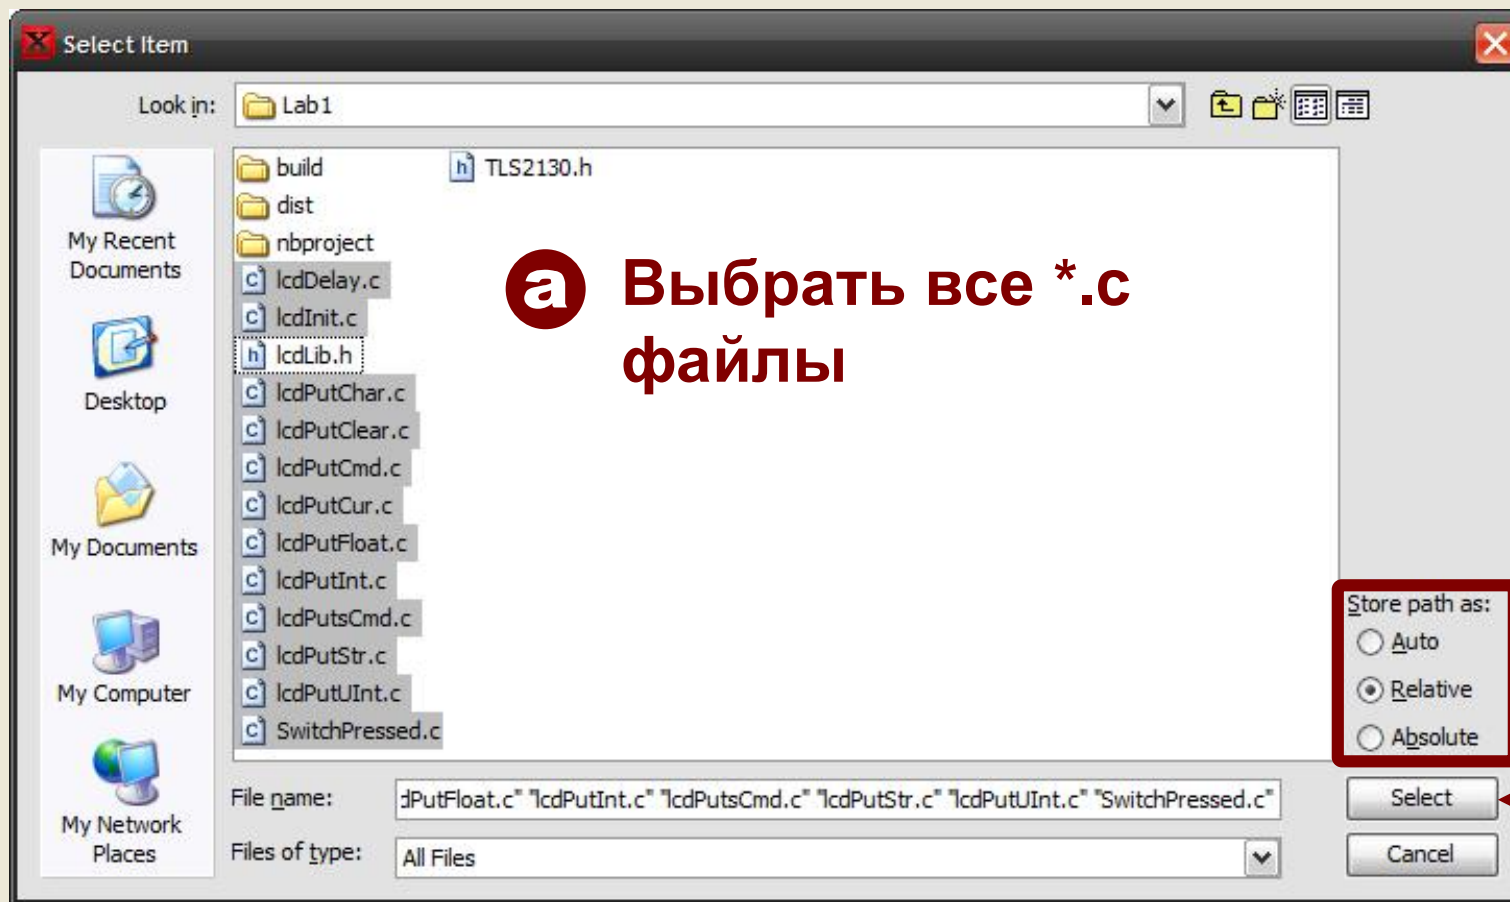 Select Item
Look in: Lab1
My Recent
Documents
Desktop
My Documents
My Computer
My Network
Places
build
dist
nbproject
lcdDelay.c
lcdInit.c
lcdLib.h
lcdPutChar.c
lcdPutClear.c
lcdPutCmd.c
lcdPutCur.c
lcdPutFloat.c
lcdPutInt.c
lcdPutsCmd.c
lcdPutStr.c
lcdPutUInt.c
SwitchPressed.c
TLS2130.h
a Выбрать все *.c
файлы
Store path as:
Auto
Relative
Absolute
File name: dPutFloat.c" "lcdPutInt.c" "lcdPutsCmd.c" "lcdPutStr.c" "lcdPutUInt.c" "SwitchPressed.c"
Select
Files of type: All Files
Cancel